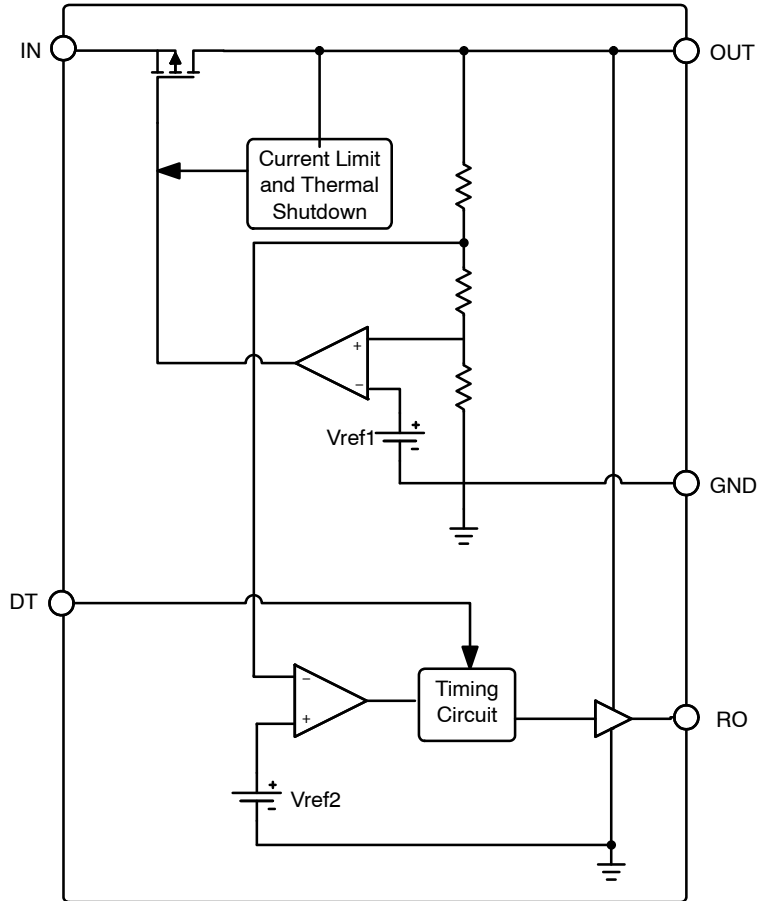 IN
OUT
Current Limit
and Thermal
Shutdown
+
−
Vref1
+
-
GND
DT
−
+
Timing
Circuit
RO
Vref2
+
-